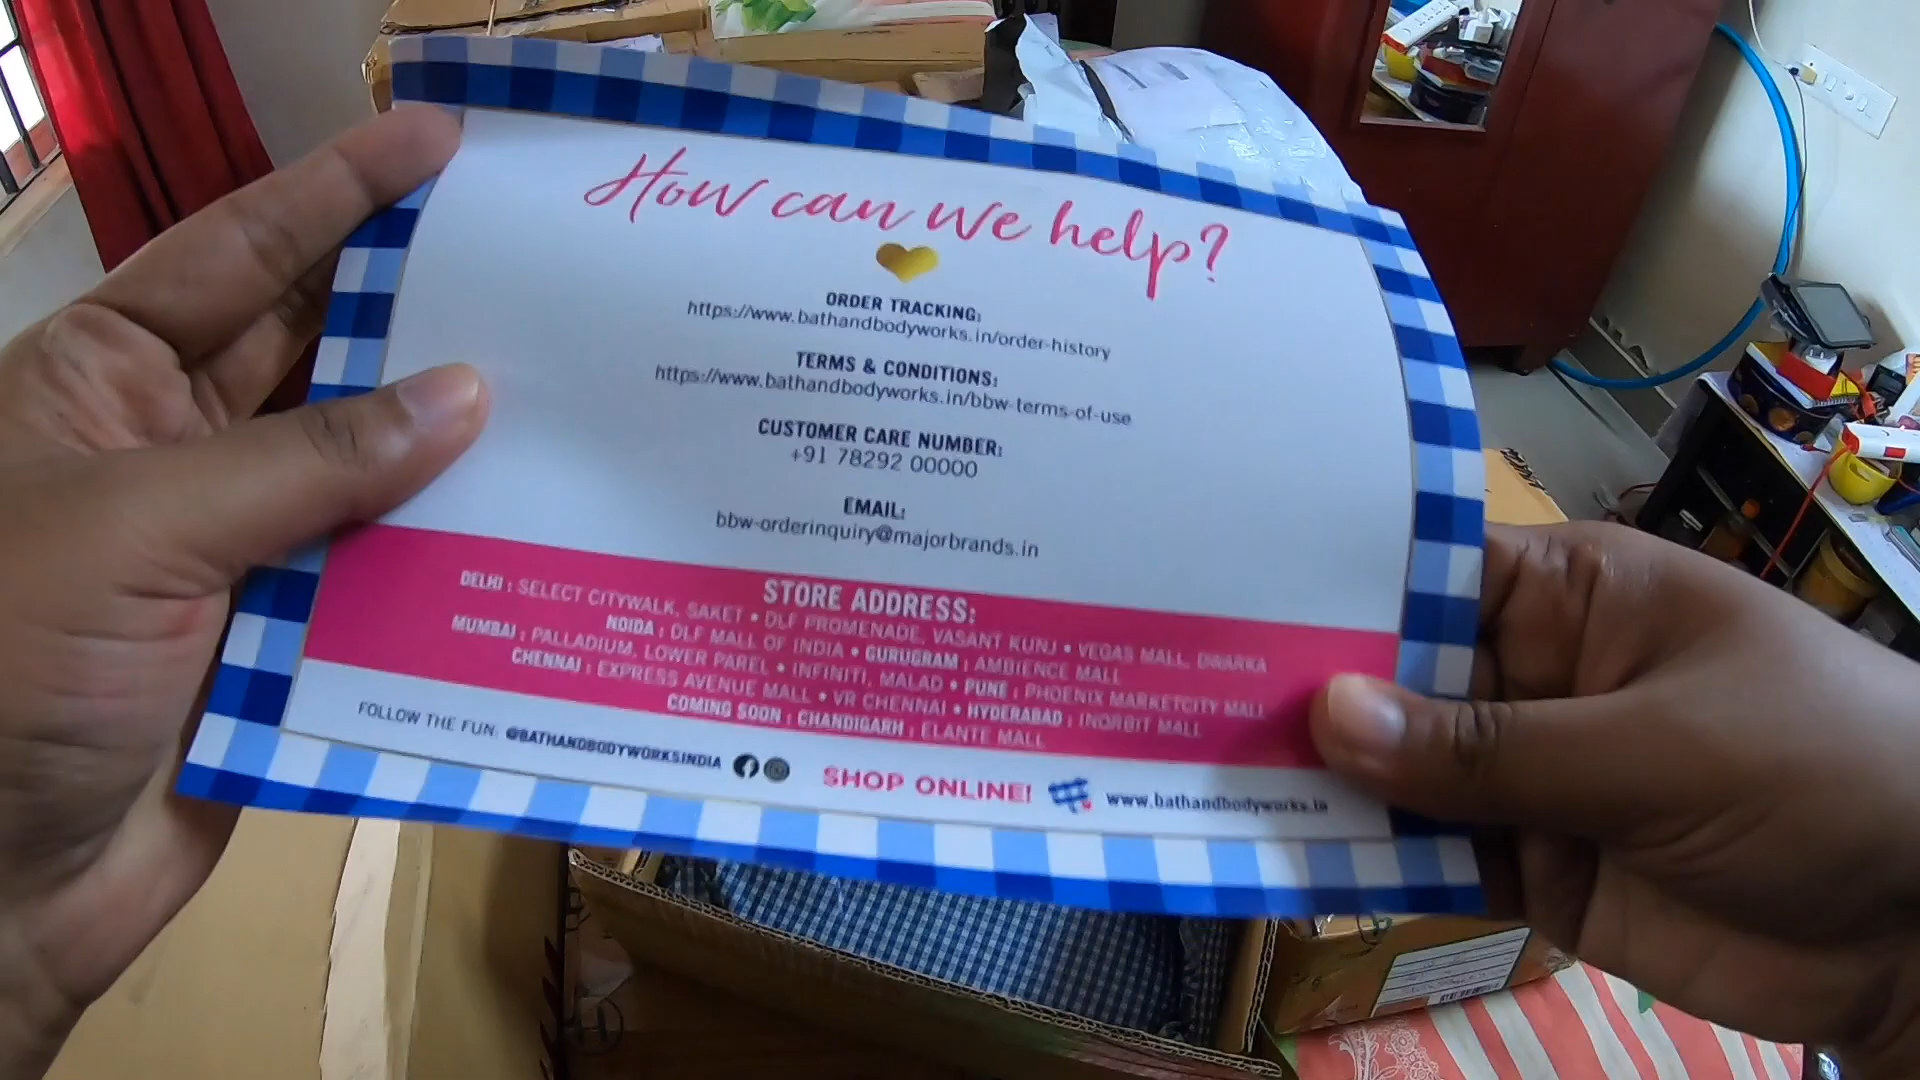 How can we help?
ORDER TRACKING:
https://www.bathandbodyworks.in/order-history
TERMS & CONDITIONS:
https://www.bathandbodyworks.in/bbw-terms-of-use
CUSTOMER CARE NUMBER:
+91 78292 00000
EMAIL:
bbw-orderinquiry@majorbrands.in
STORE ADDRESS:
DELHI : SELECT CITYWALK, SAKET • DLF PROMENADE, VASANT KUNJ • VEGAS MALL, DWARKA
NOIDA : DLF MALL OF INDIA • GURUGRAM : AMBIENCE MALL
MUMBAI : PALLADIUM, LOWER PAREL • INFINITI, MALAD • PUNE : PHOENIX MARKETCITY MALL
CHENNAI : EXPRESS AVENUE MALL • VR CHENNAI • HYDERABAD : INORBIT MALL
COMING SOON : CHANDIGARH : ELANTE MALL
FOLLOW THE FUN: @BATHANDBODYWORKSINDIA
SHOP ONLINE! www.bathandbodyworks.in